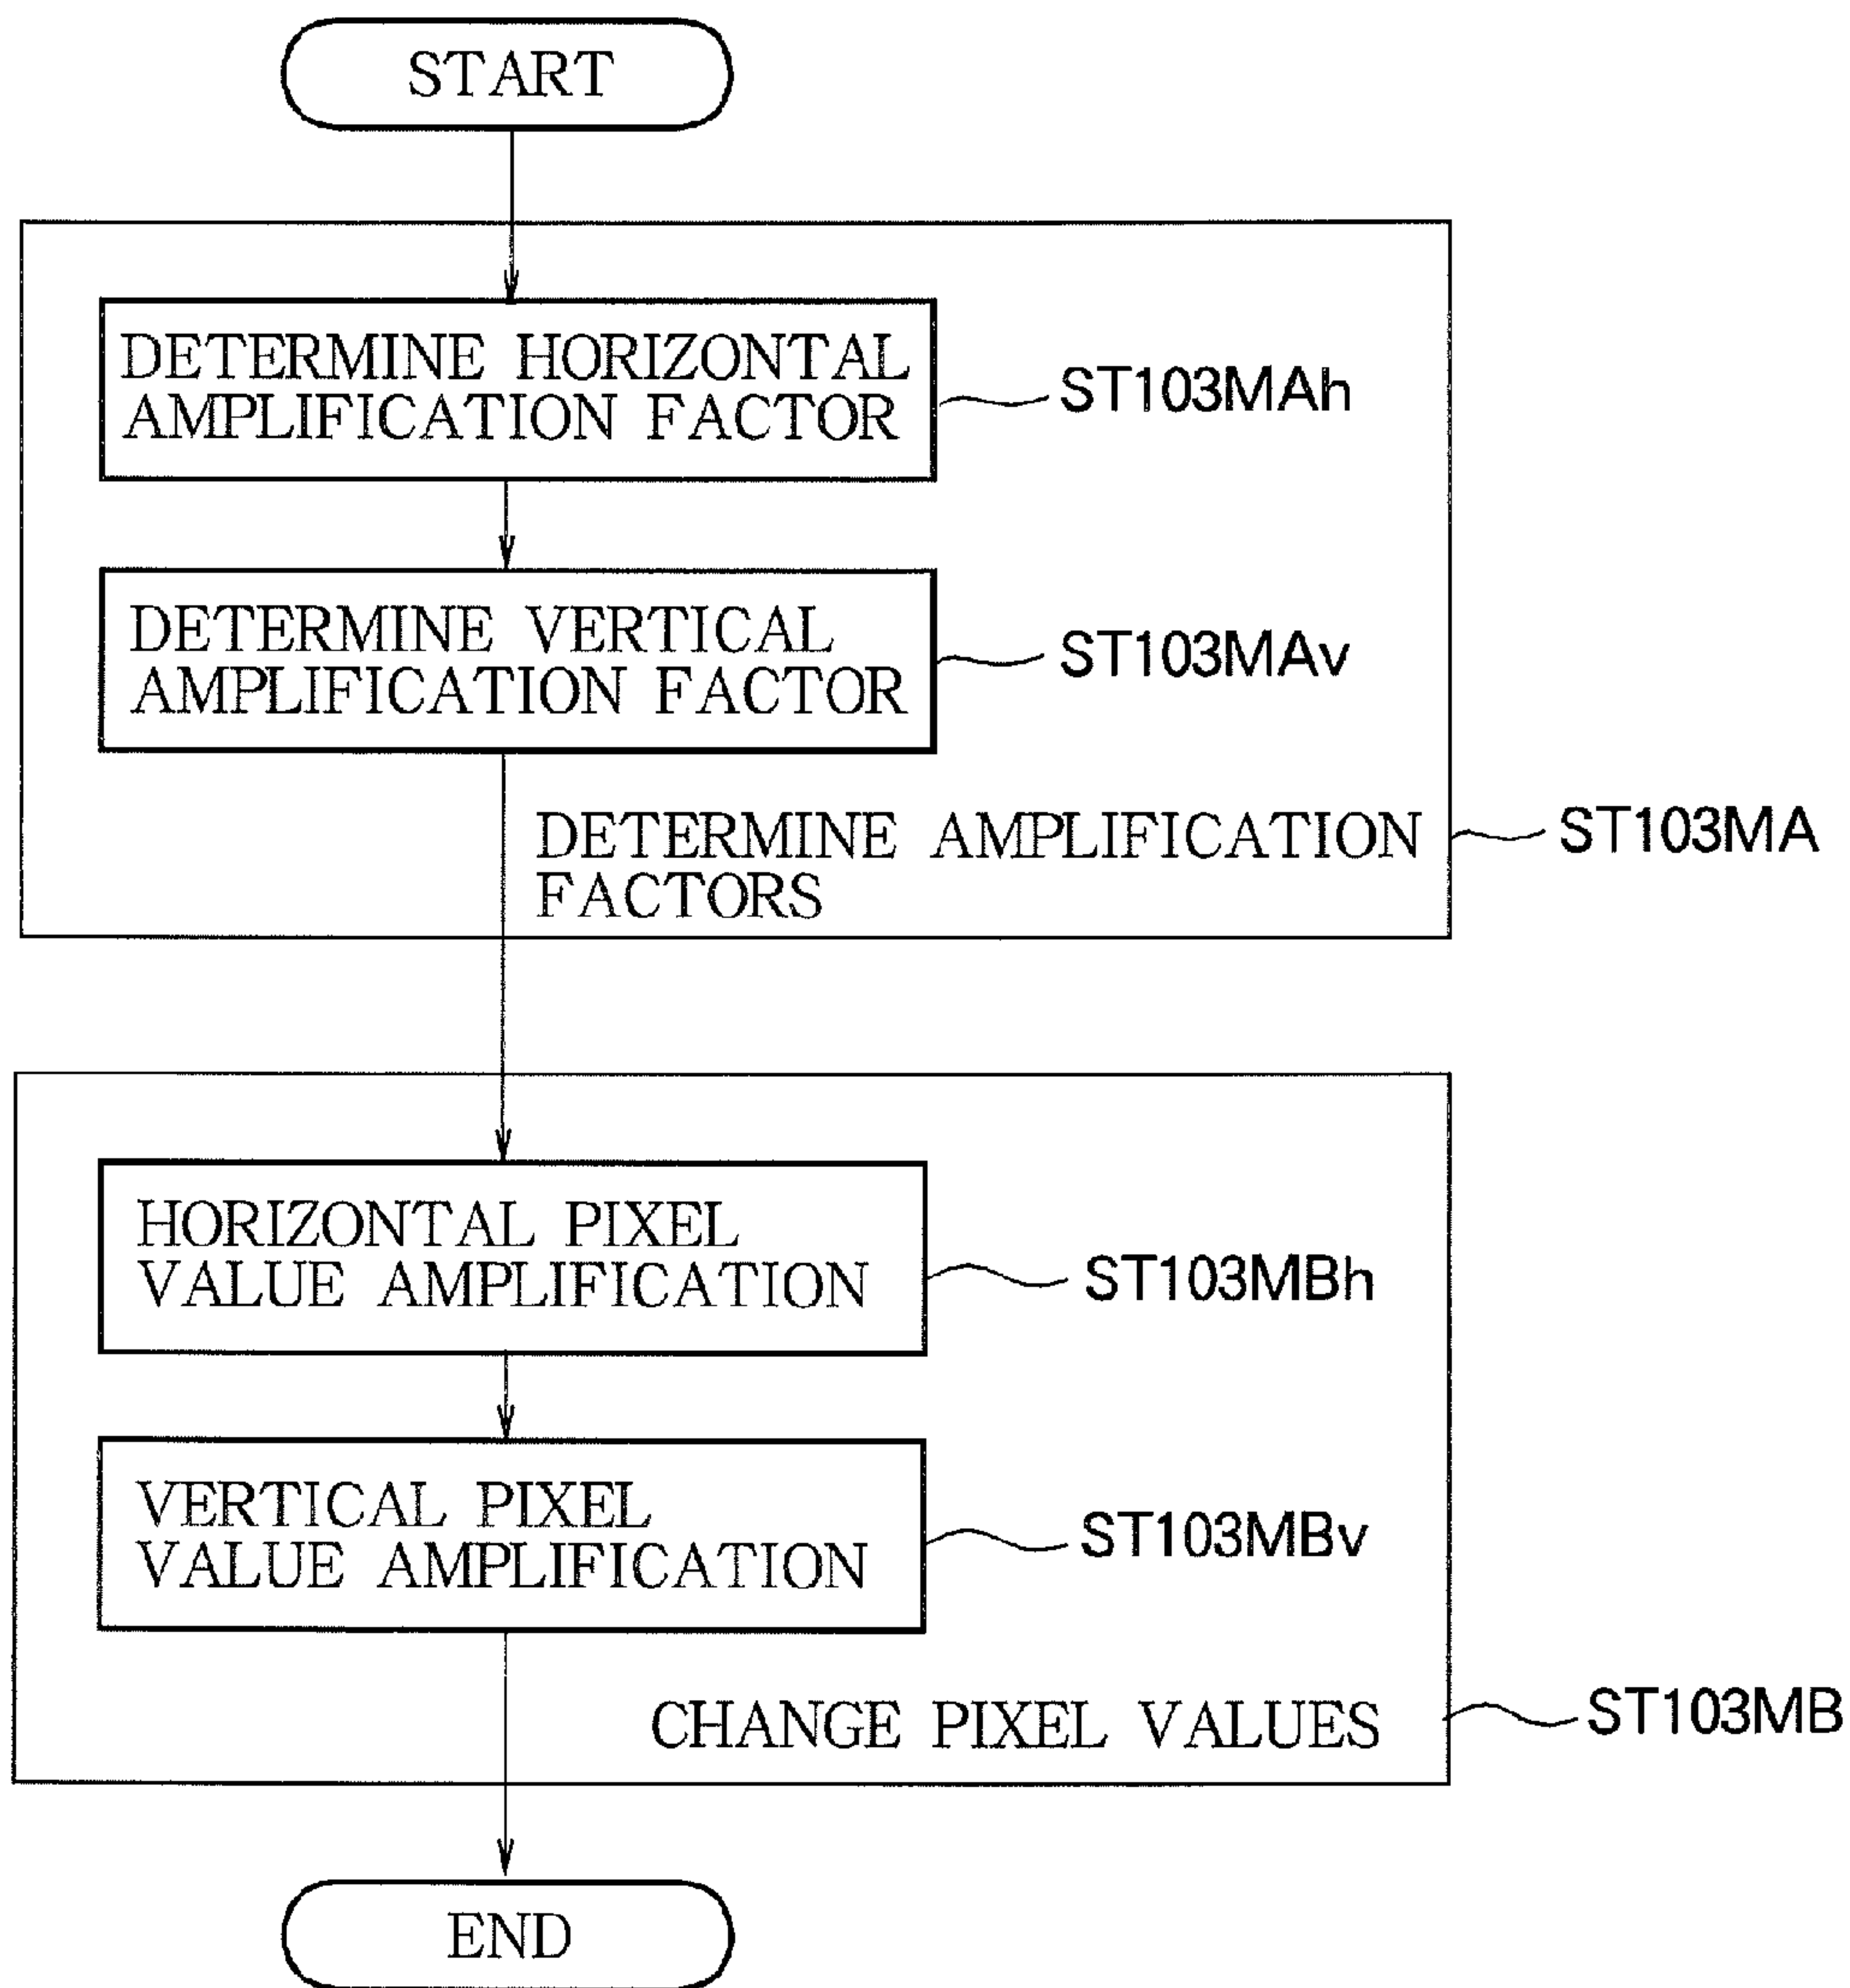 START
DETERMINE HORIZONTAL
AMPLIFICATION FACTOR
ST103MAh
DETERMINE VERTICAL
AMPLIFICATION FACTOR
ST103MAv
DETERMINE AMPLIFICATION
FACTORS
ST103MA
HORIZONTAL PIXEL
VALUE AMPLIFICATION
ST103MBh
VERTICAL PIXEL
VALUE AMPLIFICATION
ST103MBv
CHANGE PIXEL VALUES
ST103MB
END